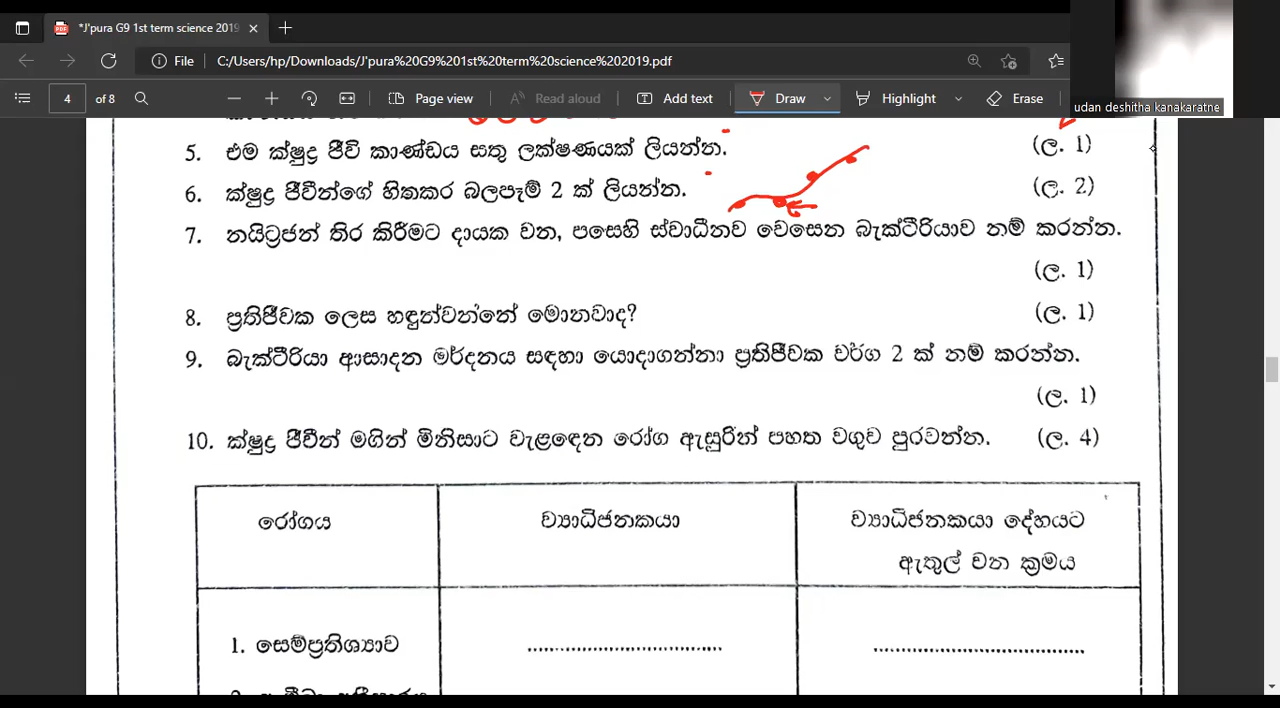 *J'pura G9 1st term science 2019
File C:/Users/hp/Downloads/J'pura%20G9%201st%20term%20science%202019.pdf
4 of 8 Page view Read aloud Add text Draw Highlight Erase
udan deshitha kanakaratne
5. එම ක්ෂුද්‍ර ජීවි කාණ්ඩය සතු ලක්ෂණයක් ලියන්න. (ල. 1)
6. ක්ෂුද්‍ර ජීවීන්ගේ හිතකර බලපෑම් 2 ක් ලියන්න. (ල. 2)
7. නයිට්‍රජන් තිර කිරීමට දායක වන, පසෙහි ස්වාධීනව වෙසෙන බැක්ටීරියාව නම් කරන්න.
(ල. 1)
8. ප්‍රතිජීවක ලෙස හඳුන්වන්නේ මොනවාද? (ල. 1)
9. බැක්ටීරියා ආසාදන මර්දනය සඳහා යොදාගන්නා ප්‍රතිජීවක වර්ග 2 ක් නම් කරන්න.
(ල. 1)
10. ක්ෂුද්‍ර ජීවීන් මගින් මිනිසාට වැළඳෙන රෝග ඇසුරින් පහත වගුව පුරවන්න. (ල. 4)
රෝගය ව්‍යාධිජනකයා ව්‍යාධිජනකයා දේහයට
ඇතුල් වන ක්‍රමය
1. සෙම්ප්‍රතිශ්‍යාව ................................ ................................